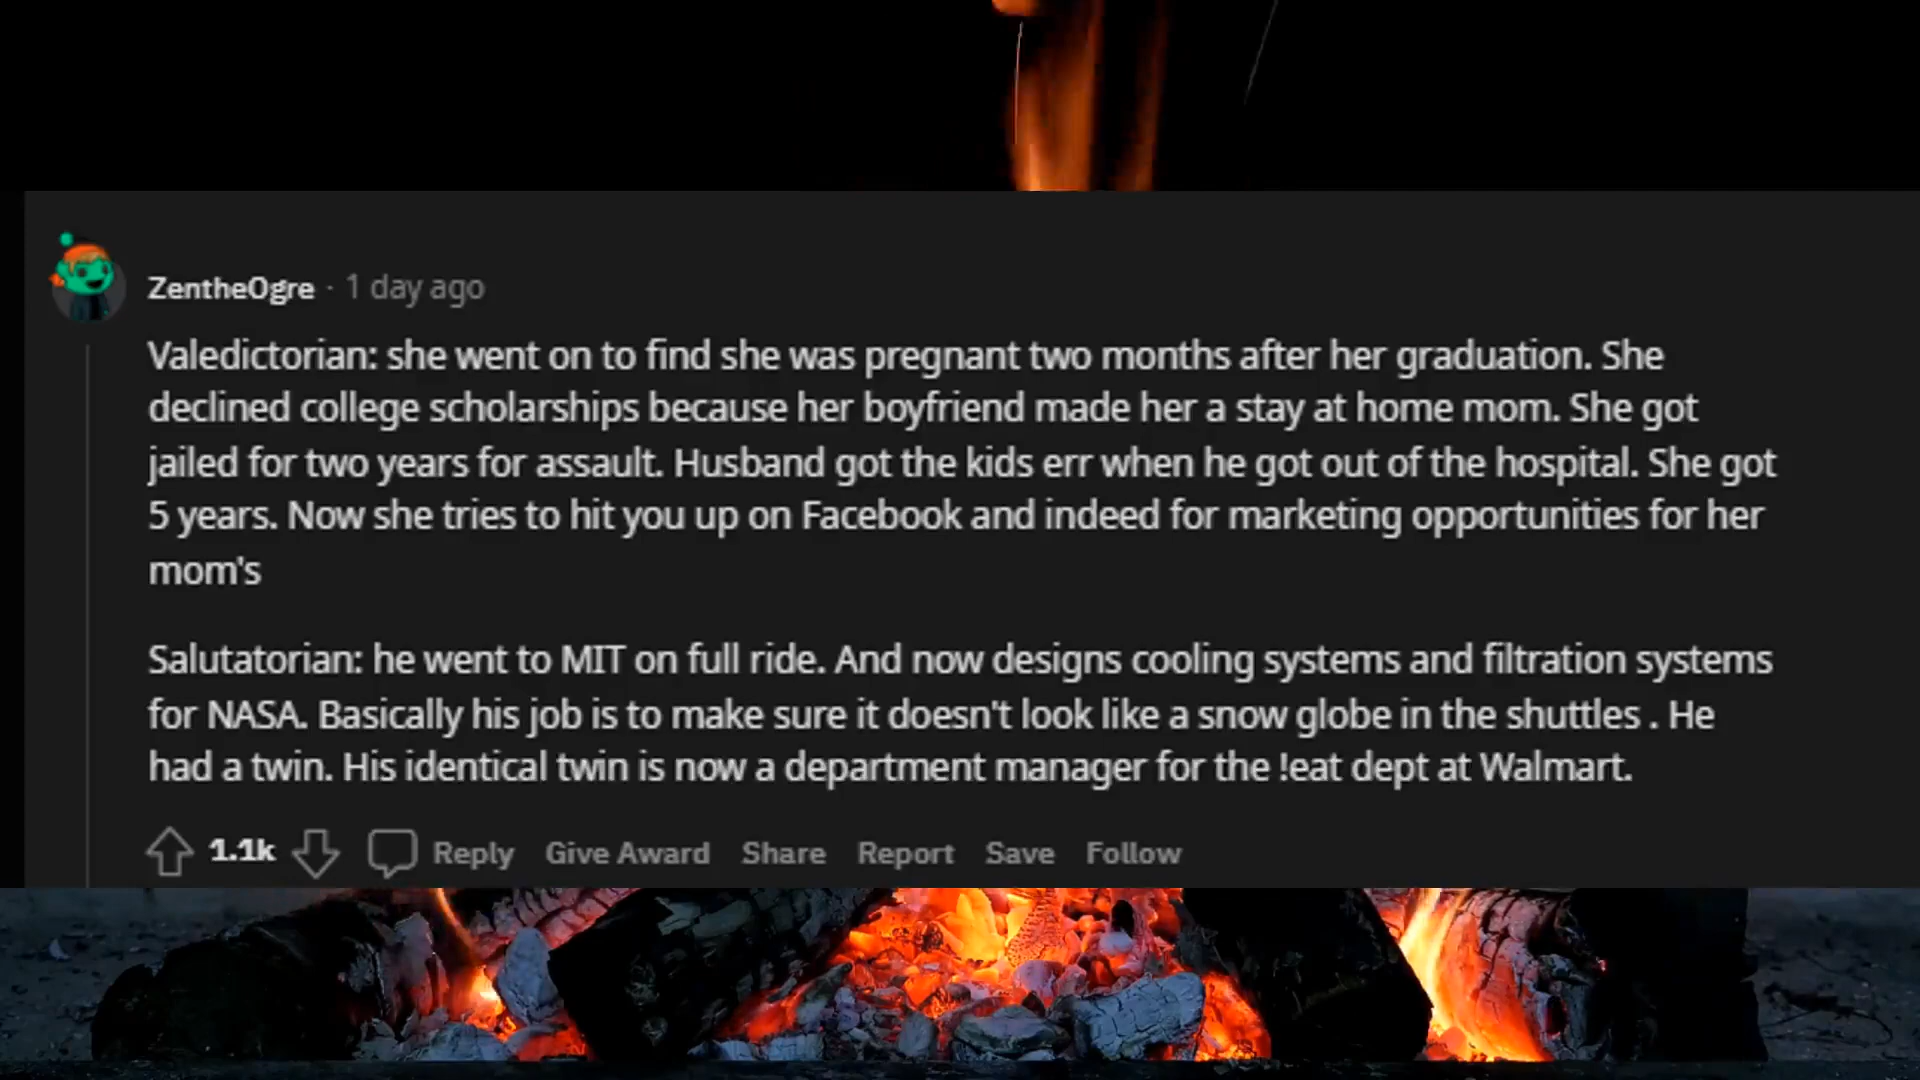 ZentheOgre · 1 day ago
Valedictorian: she went on to find she was pregnant two months after her graduation. She
declined college scholarships because her boyfriend made her a stay at home mom. She got
jailed for two years for assault. Husband got the kids err when he got out of the hospital. She got
5 years. Now she tries to hit you up on Facebook and indeed for marketing opportunities for her
mom's
Salutatorian: he went to MIT on full ride. And now designs cooling systems and filtration systems
for NASA. Basically his job is to make sure it doesn't look like a snow globe in the shuttles . He
had a twin. His identical twin is now a department manager for the !eat dept at Walmart.
1.1k Reply Give Award Share Report Save Follow